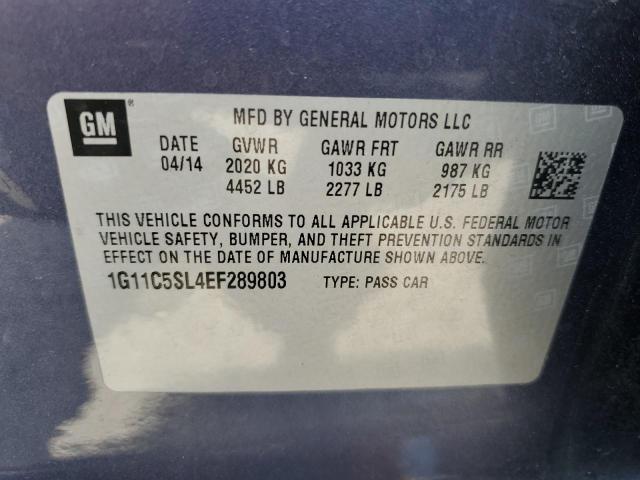 GM ®
MFD BY GENERAL MOTORS LLC
DATE GVWR GAWR FRT GAWR RR
04/14 2020 KG 1033 KG 987 KG
4452 LB 2277 LB 2175 LB
THIS VEHICLE CONFORMS TO ALL APPLICABLE U.S. FEDERAL MOTOR
VEHICLE SAFETY, BUMPER, AND THEFT PREVENTION STANDARDS IN
EFFECT ON THE DATE OF MANUFACTURE SHOWN ABOVE.
1G11C5SL4EF289803 TYPE: PASS CAR